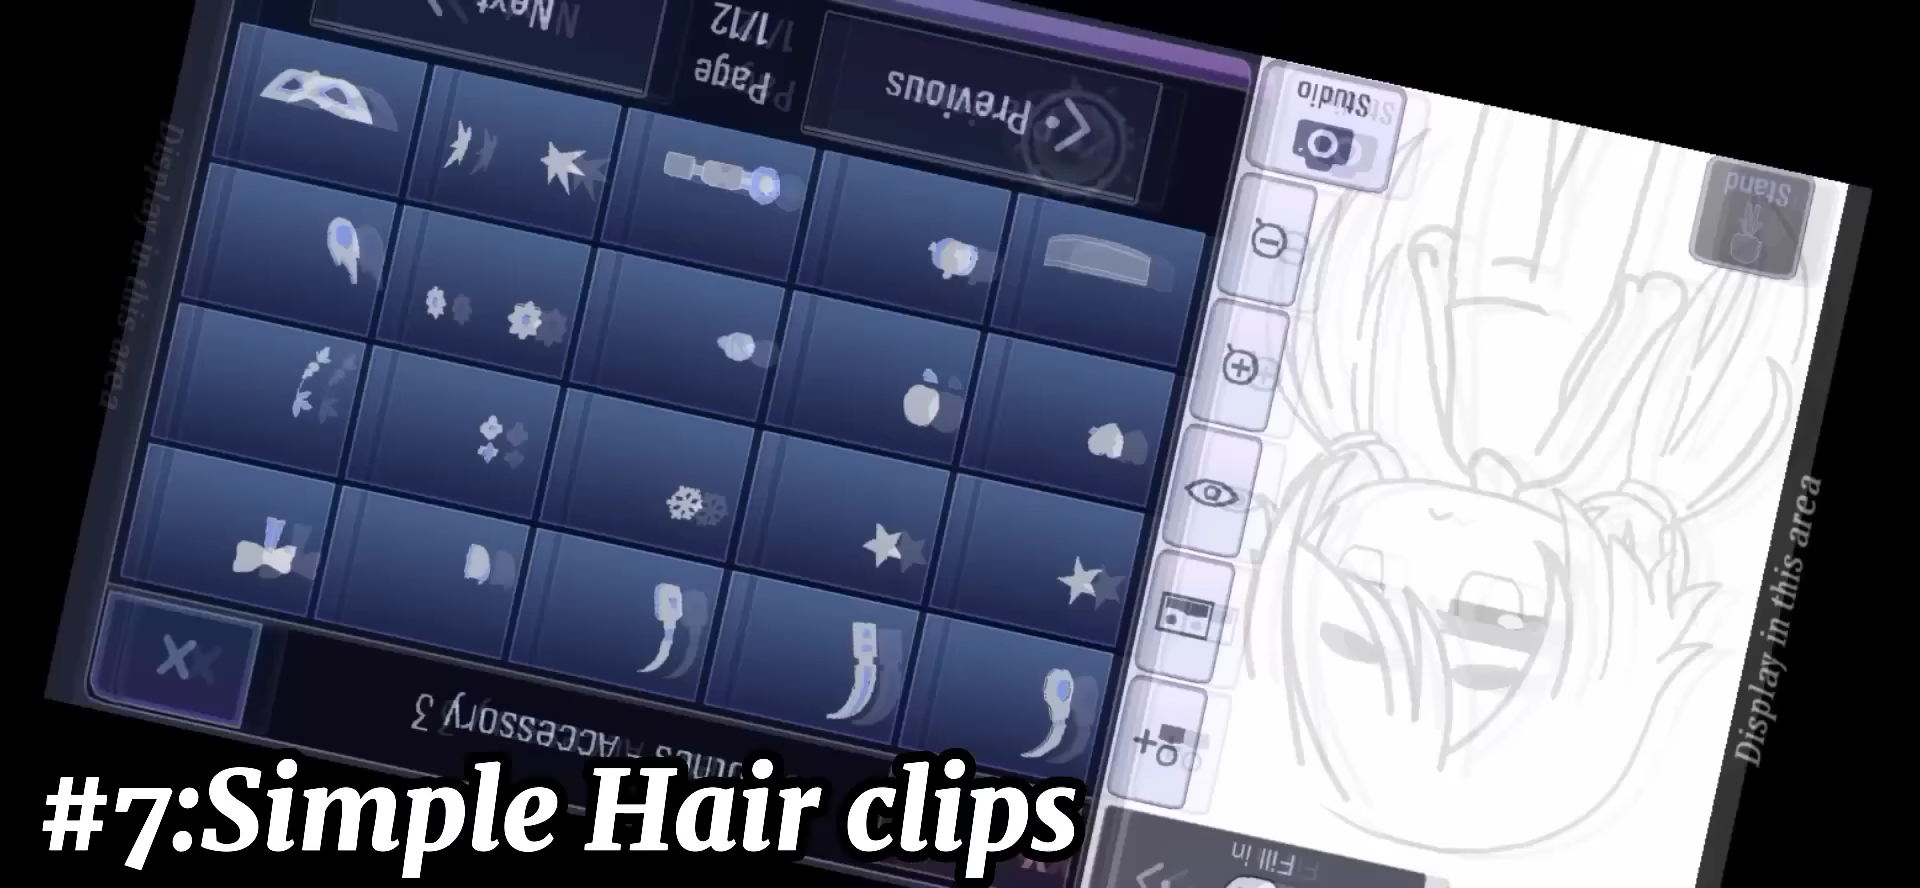 Next
Page
1/12
Previous
Studio
Stand
Display in this area
Display in this area
Accessory 3
Fill in
#7:Simple Hair clips